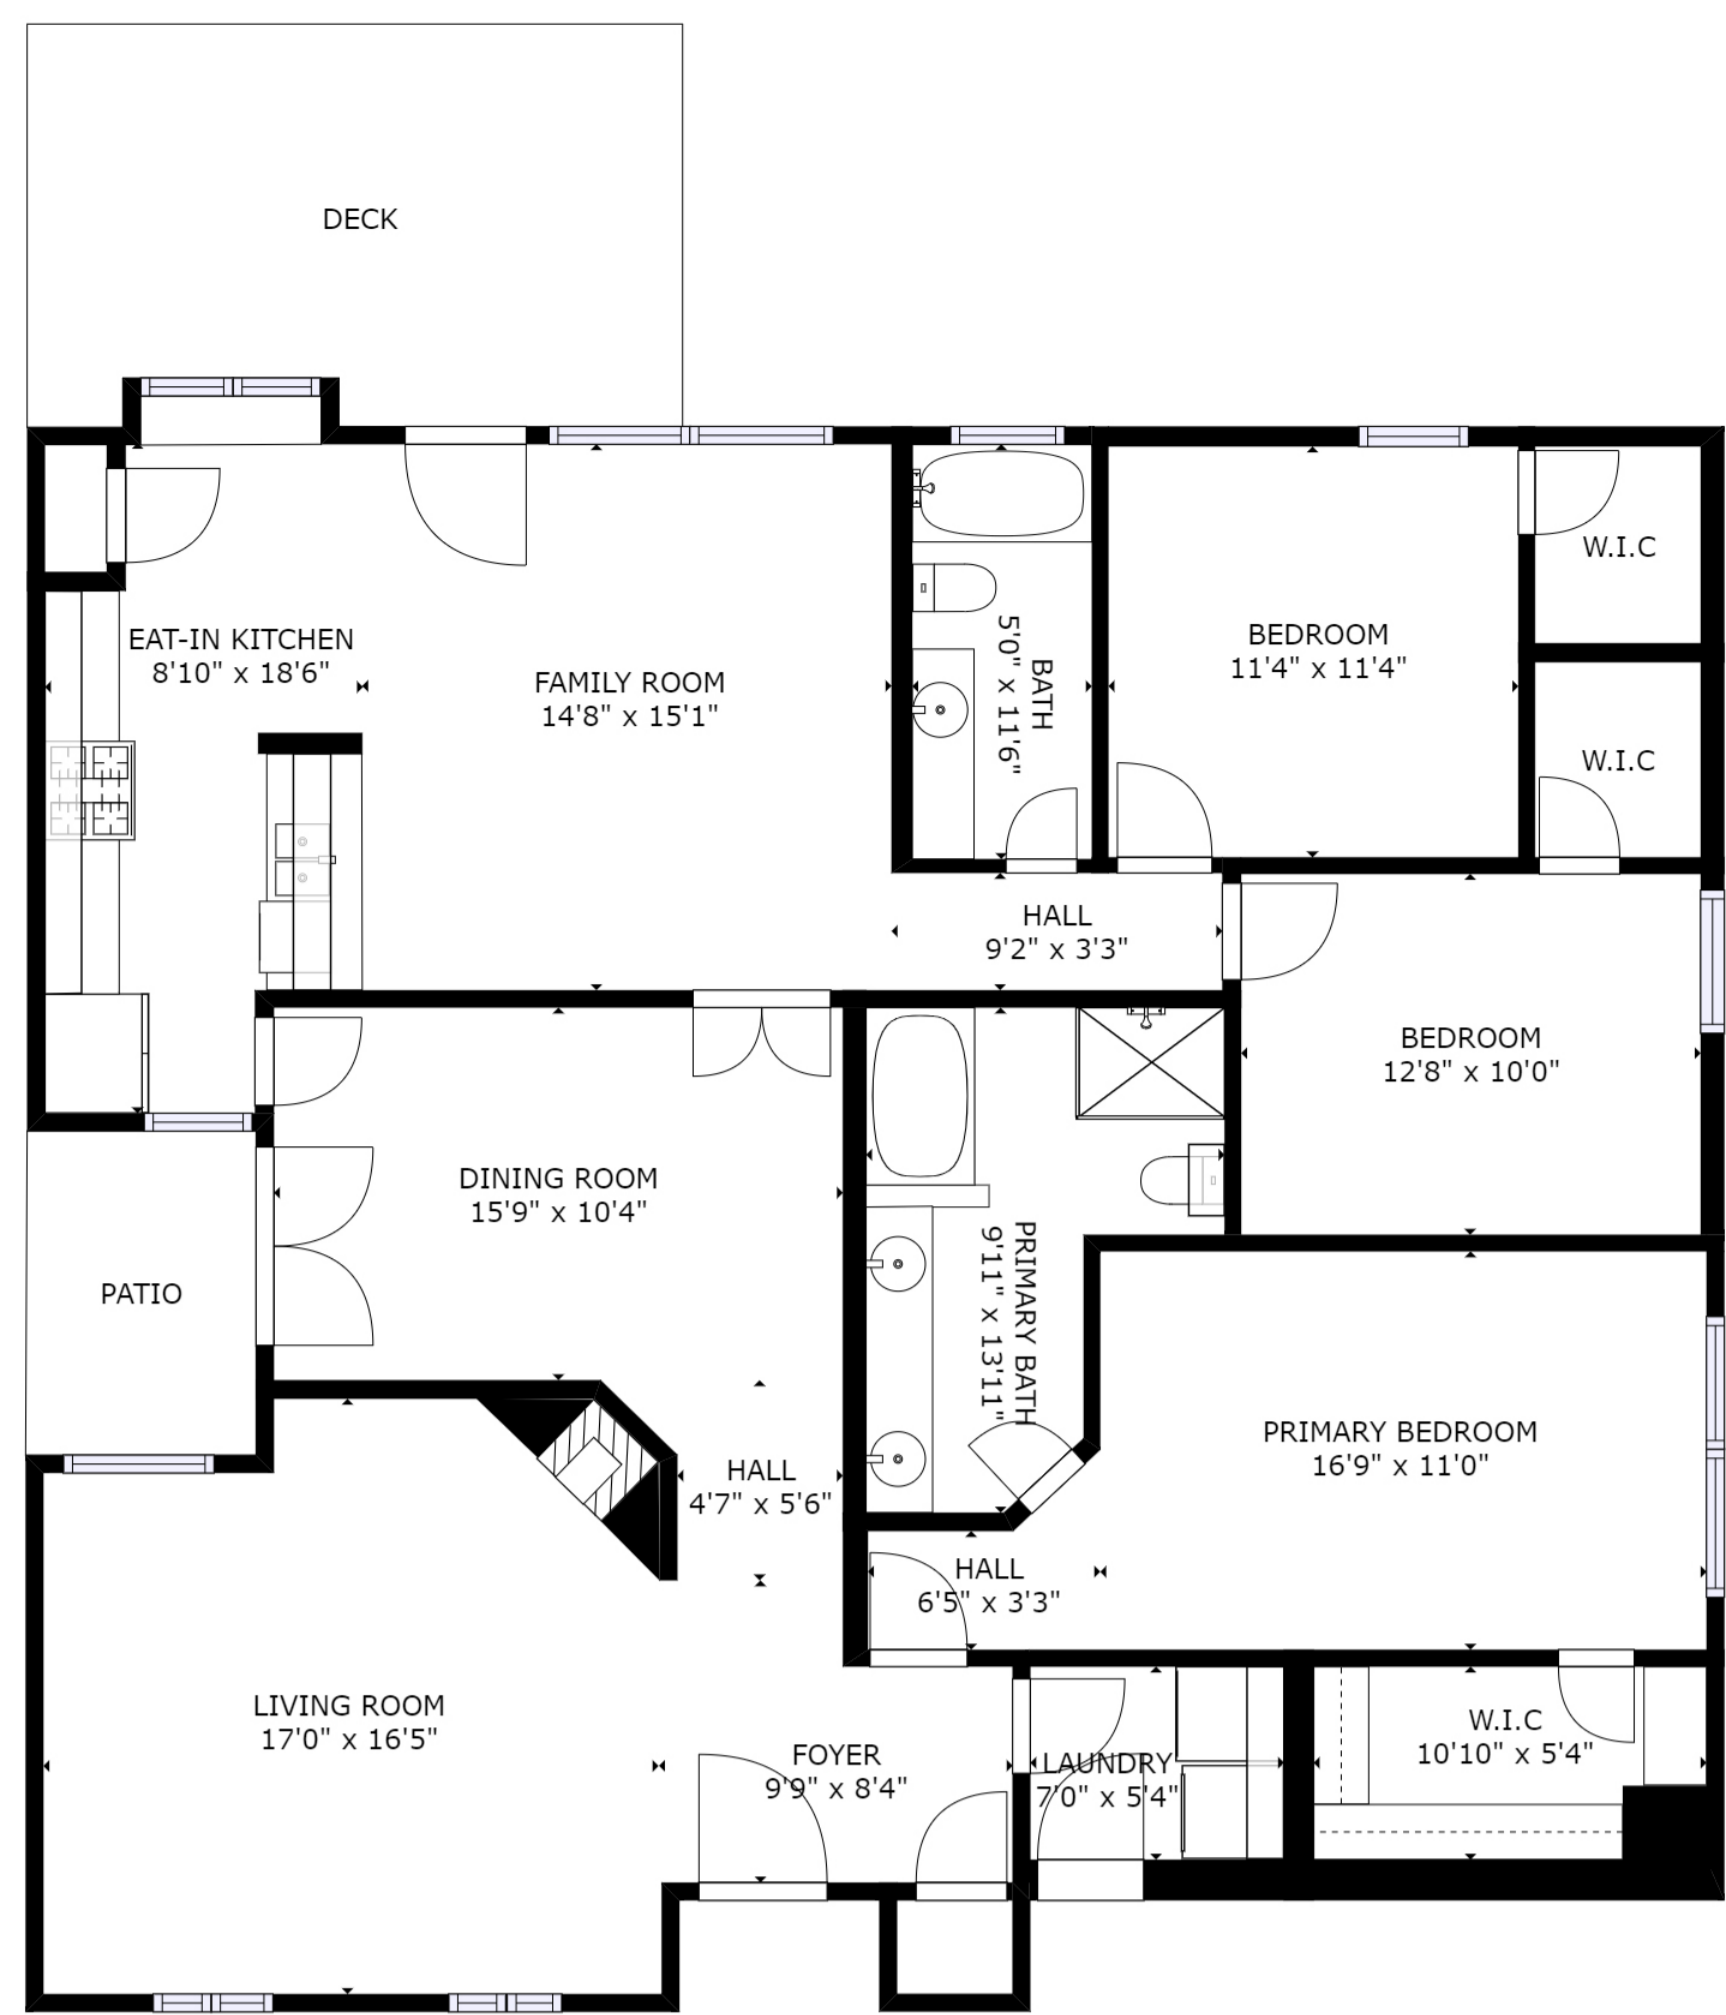 DECK
EAT-IN KITCHEN
8'10" x 18'6"
FAMILY ROOM
14'8" x 15'1"
BATH
5'0" x 11'6"
BEDROOM
11'4" x 11'4"
W.I.C
W.I.C
HALL
9'2" x 3'3"
BEDROOM
12'8" x 10'0"
DINING ROOM
15'9" x 10'4"
PATIO
PRIMARY BATH
9'11" x 13'11"
PRIMARY BEDROOM
16'9" x 11'0"
HALL
4'7" x 5'6"
HALL
6'5" x 3'3"
LIVING ROOM
17'0" x 16'5"
FOYER
9'9" x 8'4"
LAUNDRY
7'0" x 5'4"
W.I.C
10'10" x 5'4"